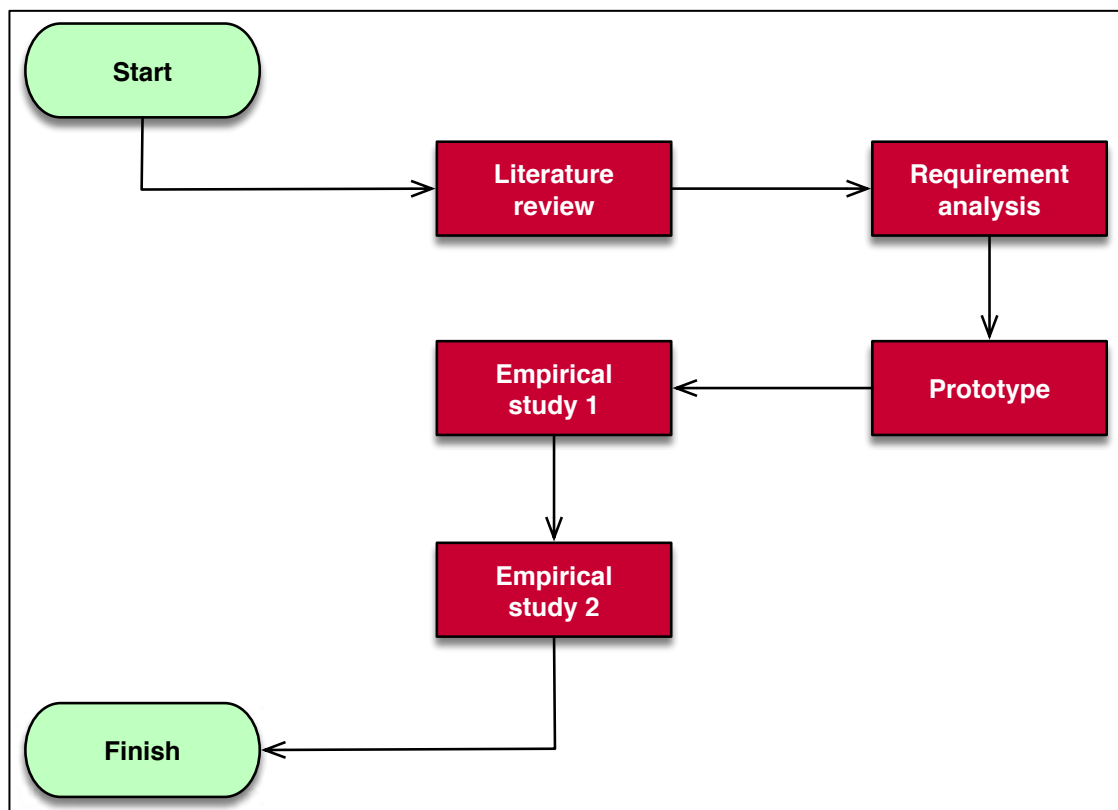 Start
Literature
review
Requirement
analysis
Prototype
Empirical
study 1
Empirical
study 2
Finish